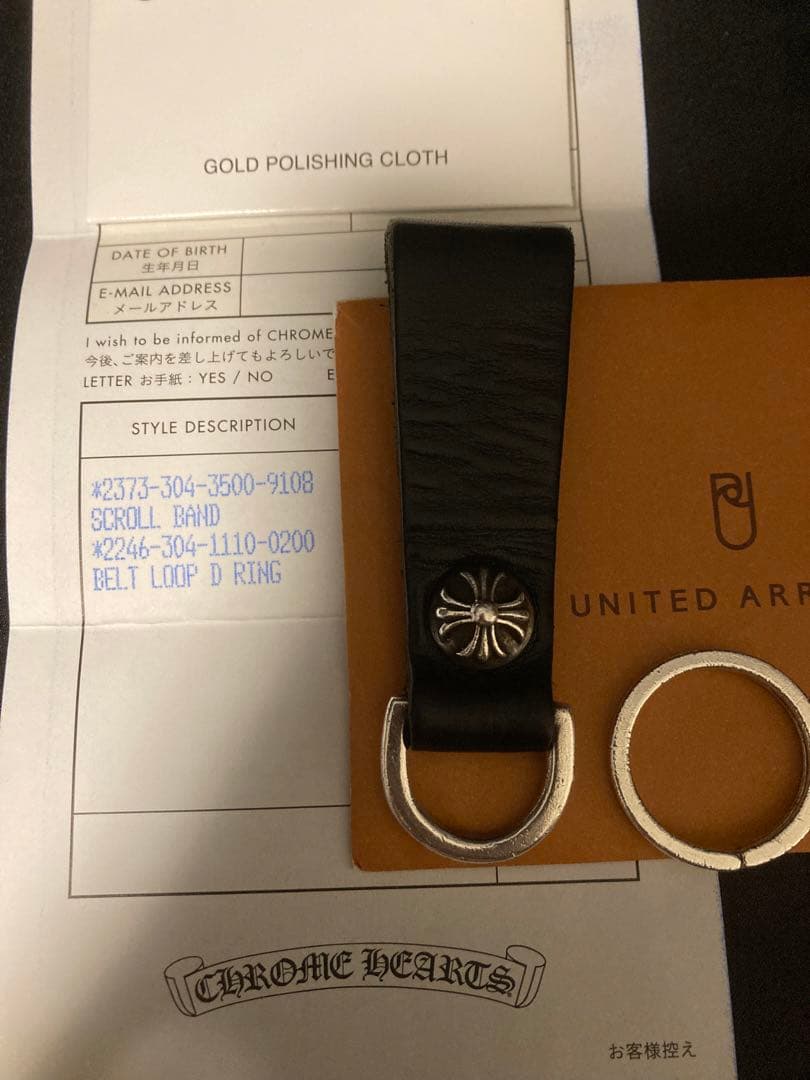 GOLD POLISHING CLOTH
DATE OF BIRTH
生年月日
E-MAIL ADDRESS
メールアドレス
I wish to be informed of CHROME
今後、ご案内を差し上げてもよろしいで
LETTER お手紙 : YES / NO E
STYLE DESCRIPTION
*2373-304-3500-9108
SCROLL BAND
*2246-304-1110-0200
BELT LOOP D RING
UNITED ARR
CHROME HEARTS
お客様控え